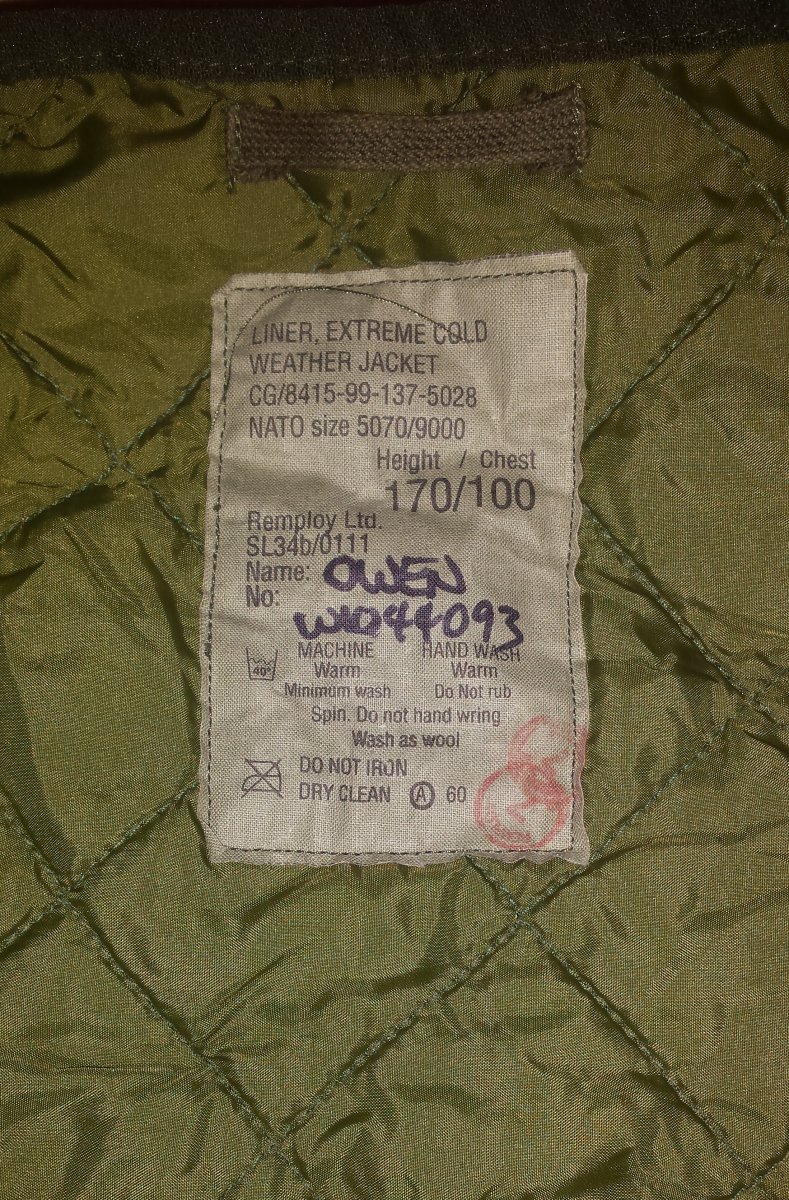 LINER, EXTREME COLD
WEATHER JACKET
CG/8415-99-137-5028
NATO size 5070/9000
Height / Chest
170/100
Remploy Ltd.
SL34b/0111
Name: OWEN
No: W1044093
40°
MACHINE HAND WASH
Warm Warm
Minimum wash Do Not rub
Spin. Do not hand wring
Wash as wool
DO NOT IRON
DRY CLEAN A 60